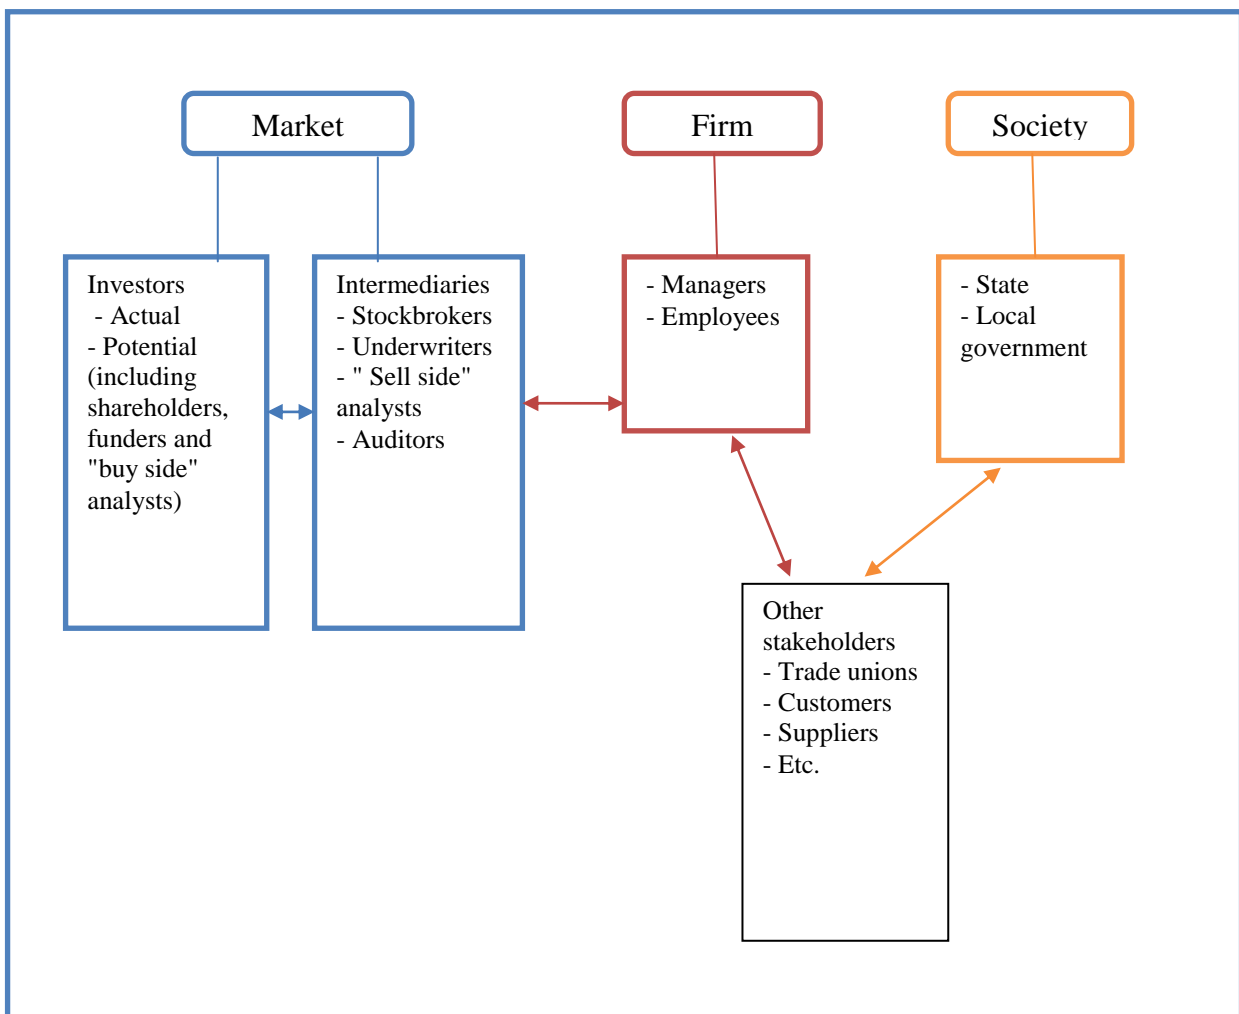 Market
Firm
Society
Investors
- Actual
- Potential
(including
shareholders,
funders and
"buy side"
analysts)
Intermediaries
- Stockbrokers
- Underwriters
- " Sell side"
analysts
- Auditors
- Managers
- Employees
- State
- Local
government
Other
stakeholders
- Trade unions
- Customers
- Suppliers
- Etc.